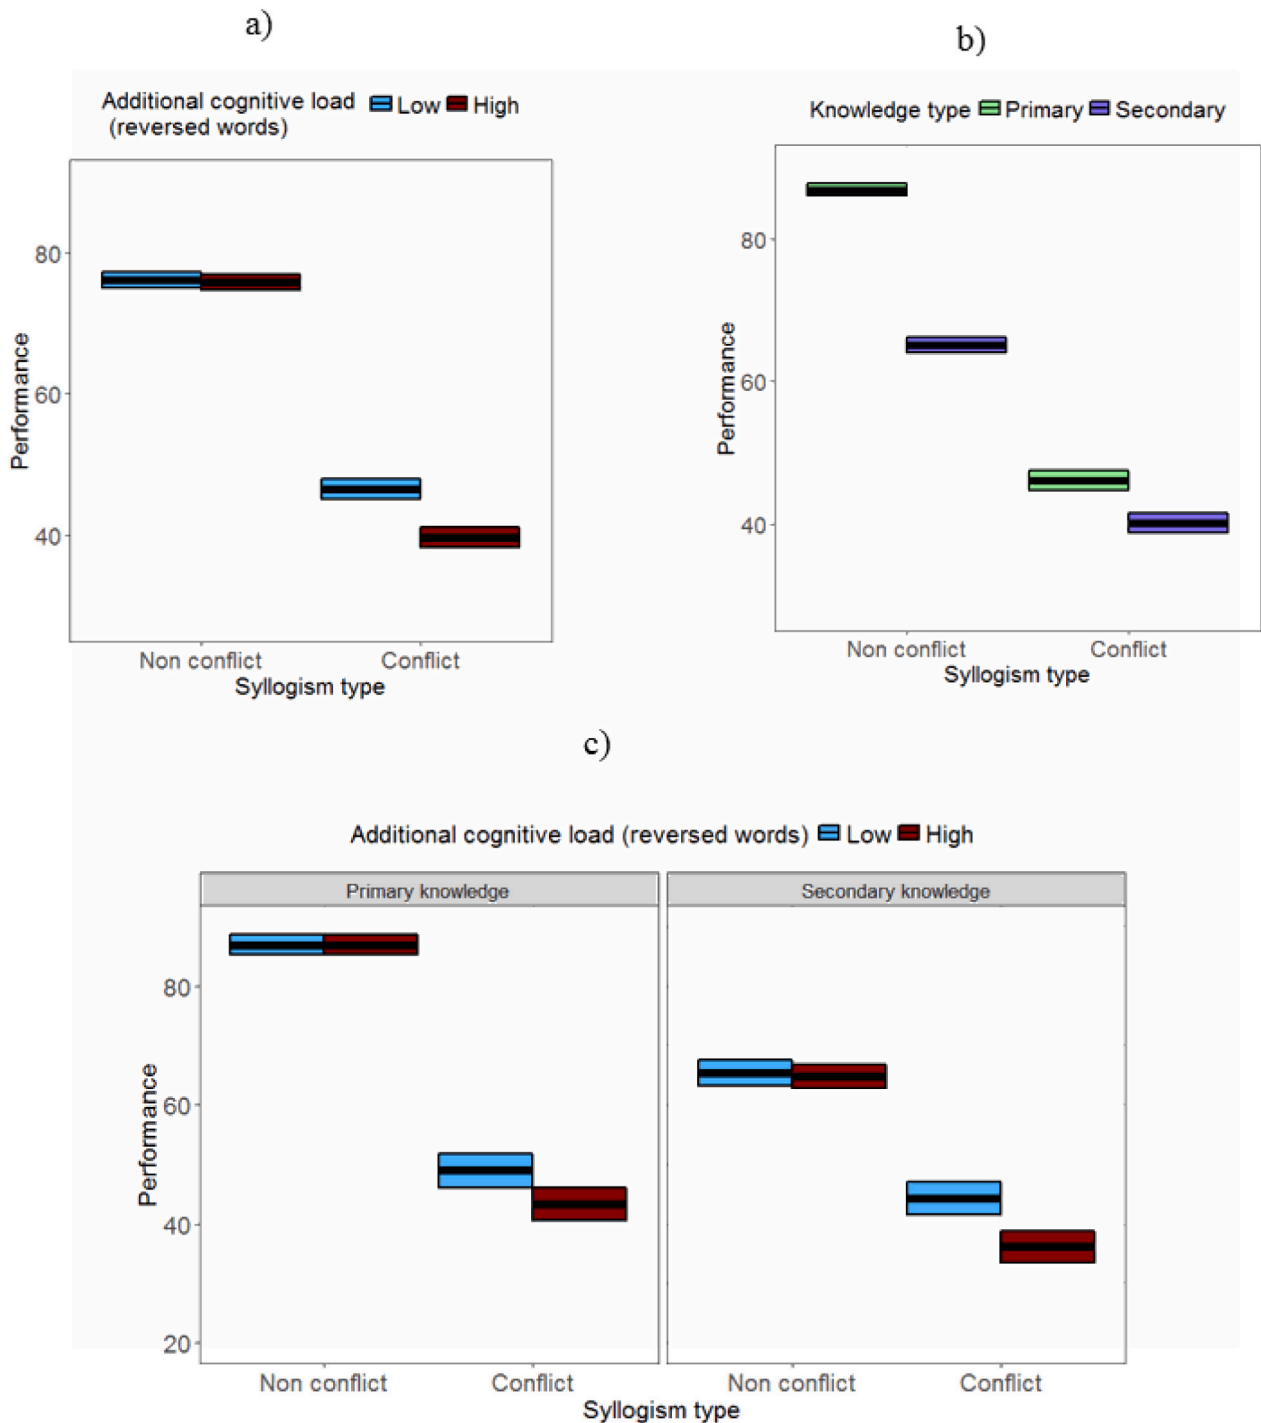 a)
b)
Additional cognitive load (reversed words) Low High
Knowledge type Primary Secondary
Performance
80
60
40
Non conflict Conflict
Syllogism type
Performance
80
60
40
Non conflict Conflict
Syllogism type
c)
Additional cognitive load (reversed words) Low High
Primary knowledge Secondary knowledge
Performance
80
60
40
20
Non conflict Conflict Non conflict Conflict
Syllogism type